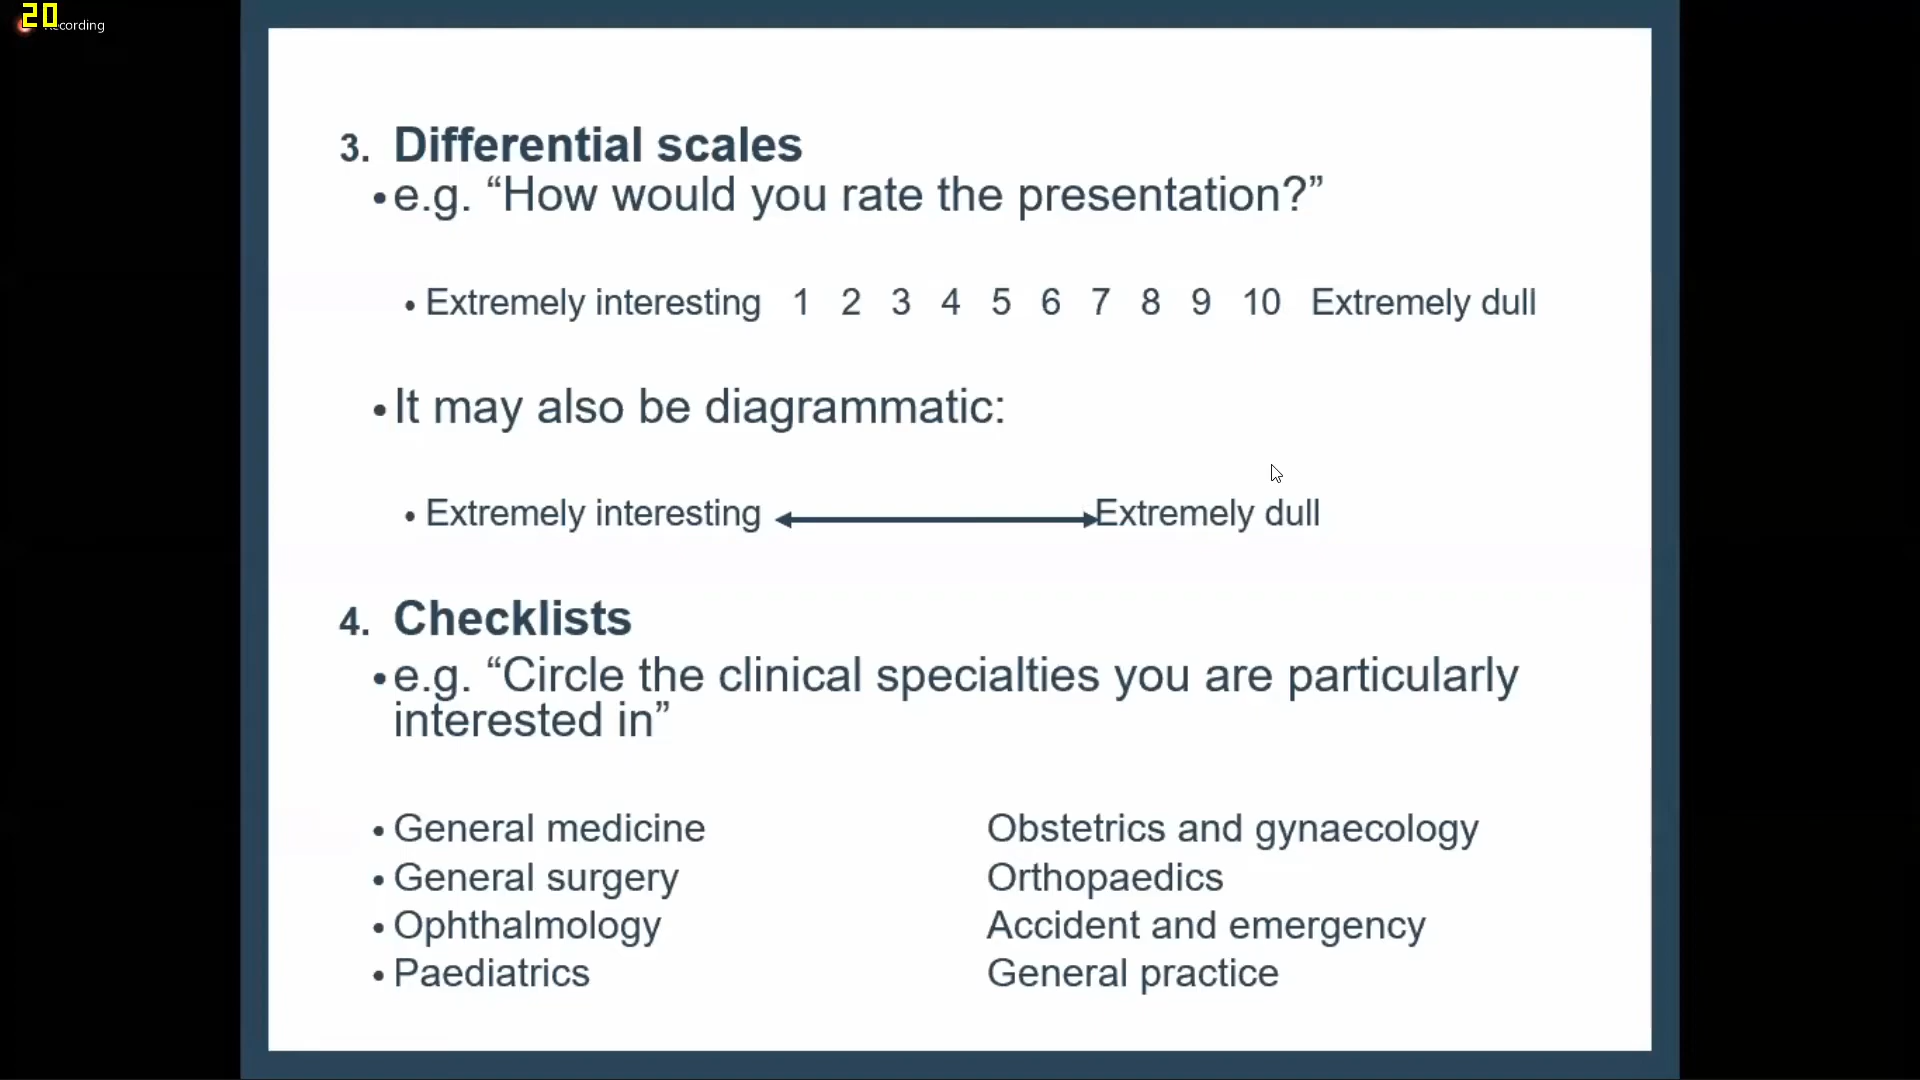 20
ecording
3. Differential scales
• e.g. “How would you rate the presentation?”
• Extremely interesting 1 2 3 4 5 6 7 8 9 10 Extremely dull
• It may also be diagrammatic:
• Extremely interesting Extremely dull
4. Checklists
• e.g. “Circle the clinical specialties you are particularly
interested in”
• General medicine Obstetrics and gynaecology
• General surgery Orthopaedics
• Ophthalmology Accident and emergency
• Paediatrics General practice